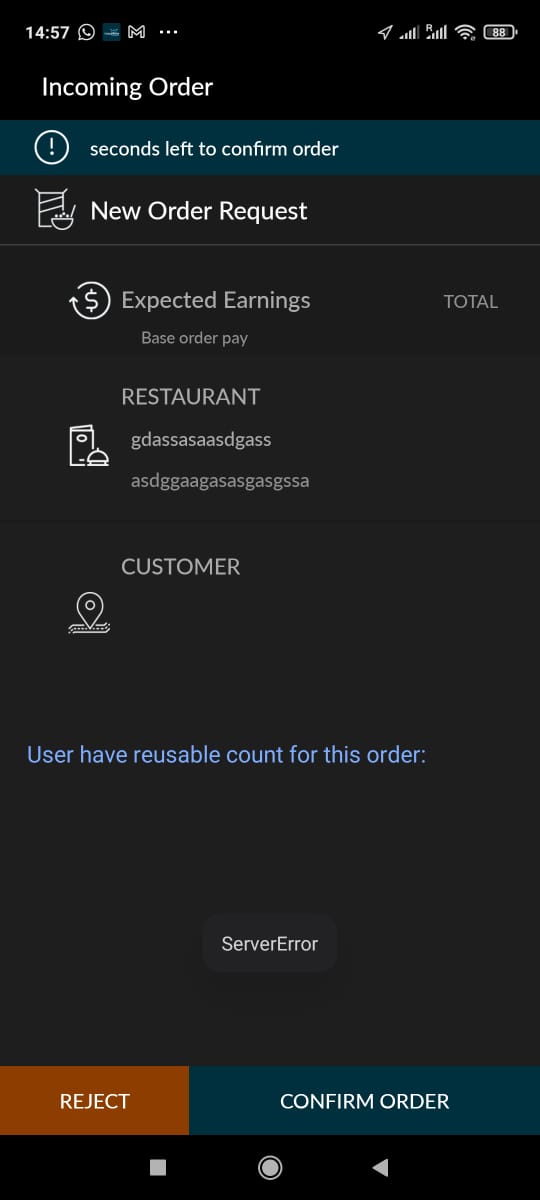 14:57
R
88
Incoming Order
seconds left to confirm order
New Order Request
Expected Earnings
TOTAL
Base order pay
RESTAURANT
gdassasaasdgass
asdggaagasasgasgssa
CUSTOMER
User have reusable count for this order:
ServerError
REJECT
CONFIRM ORDER